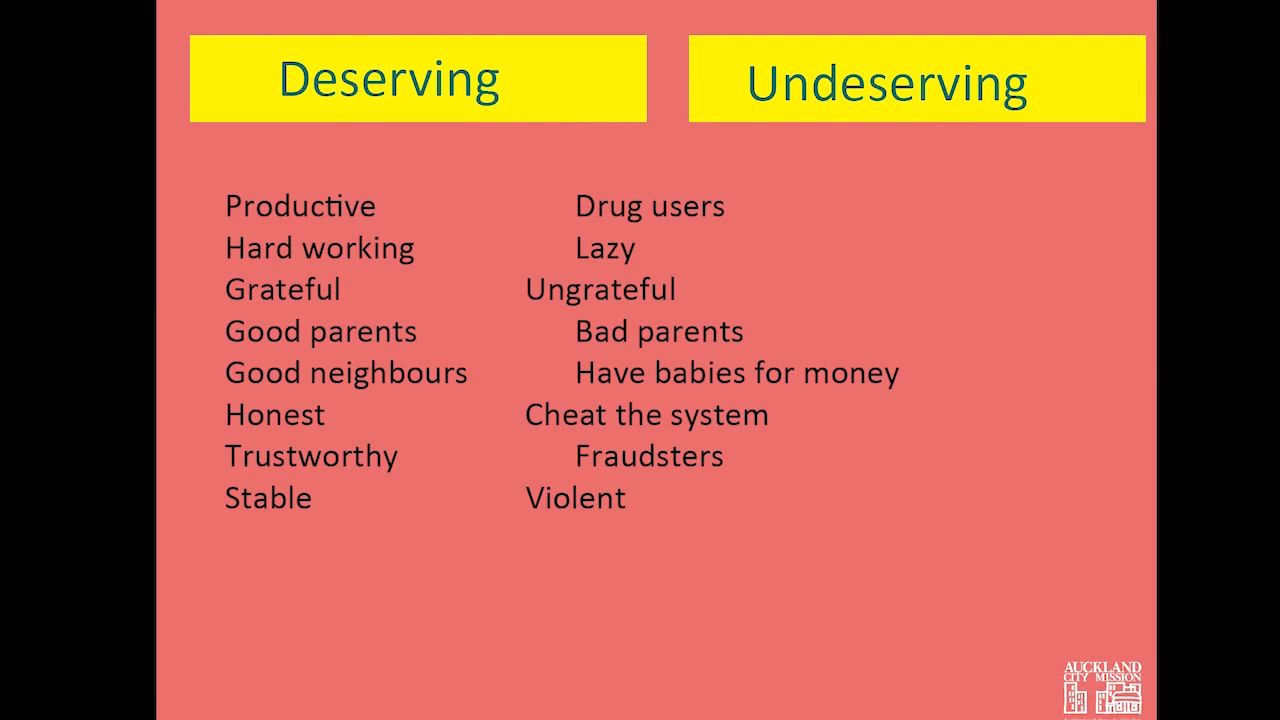 Deserving Undeserving
Productive Drug users
Hard working Lazy
Grateful Ungrateful
Good parents Bad parents
Good neighbours Have babies for money
Honest Cheat the system
Trustworthy Fraudsters
Stable Violent
AUCKLAND
CITY MISSION